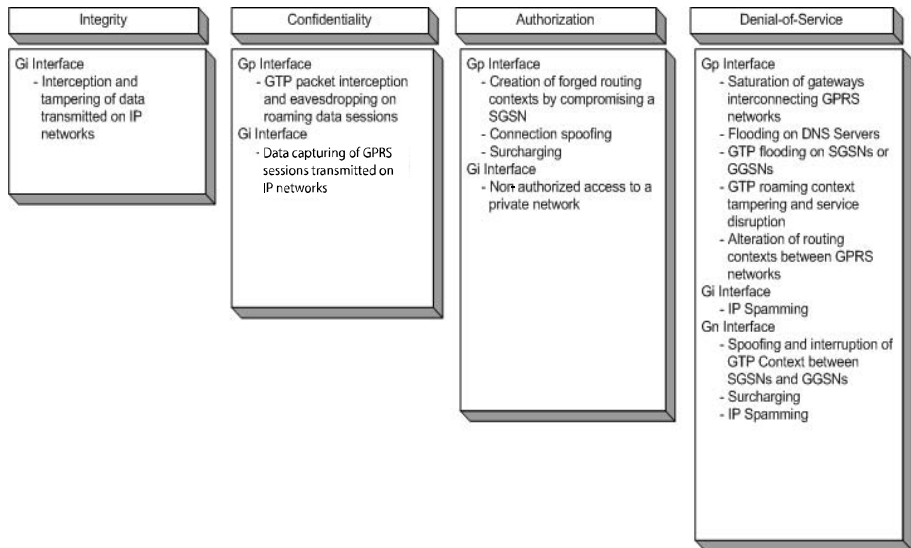 Integrity
Gi Interface
- Interception and
tampering of data
transmitted on IP
networks
Confidentiality
Gp Interface
- GTP packet interception
and eavesdropping on
roaming data sessions
Gi Interface
- Data capturing of GPRS
sessions transmitted on
IP networks
Authorization
Gp Interface
- Creation of forged routing
contexts by compromising a
SGSN
- Connection spoofing
- Surcharging
Gi Interface
- Non-authorized access to a
private network
Denial-of-Service
Gp Interface
- Saturation of gateways
interconnecting GPRS
networks
- Flooding on DNS Servers
- GTP flooding on SGSNs or
GGSNs
- GTP roaming context
tampering and service
disruption
- Alteration of routing
contexts between GPRS
networks
Gi Interface
- IP Spamming
Gn Interface
- Spoofing and interruption of
GTP Context between
SGSNs and GGSNs
- Surcharging
- IP Spamming